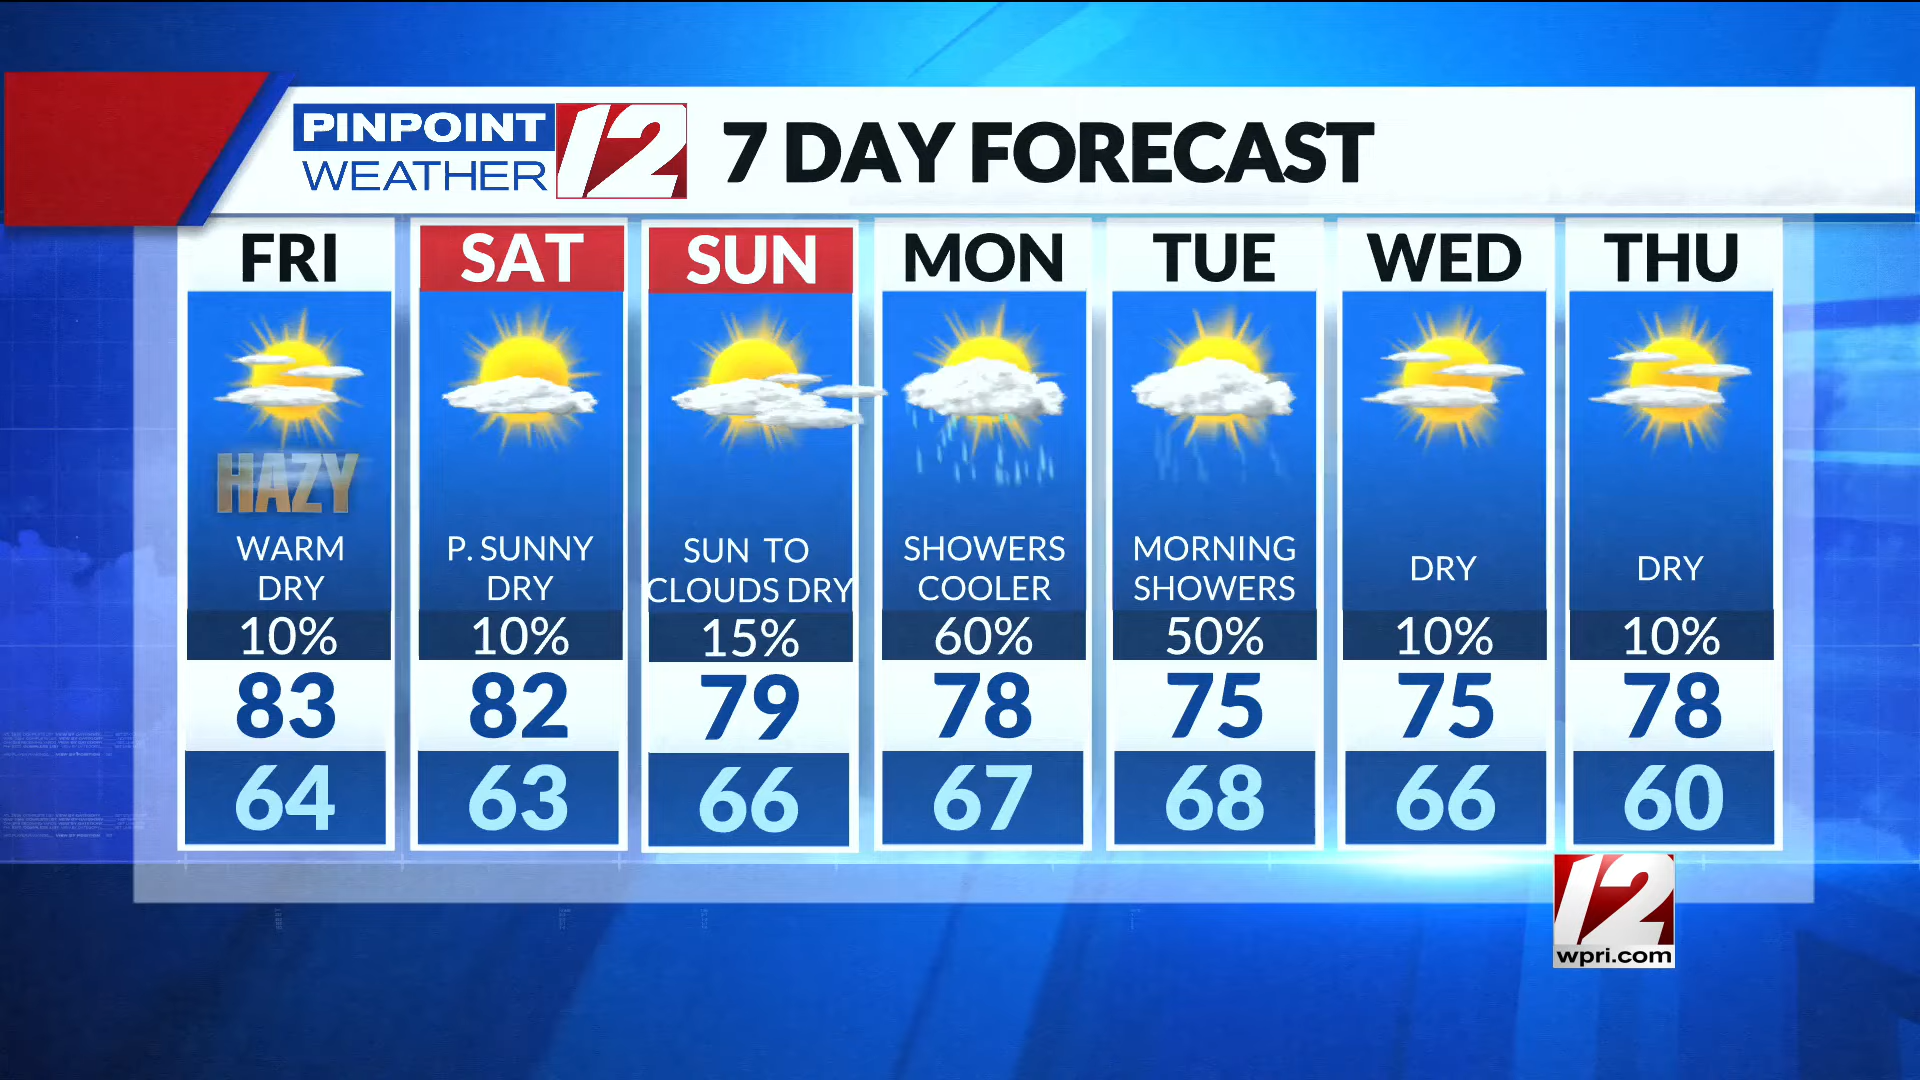 PINPOINT
WEATHER
12
7 DAY FORECAST
FRI
HAZY
WARM
DRY
10%
83
64
SAT
P. SUNNY
DRY
10%
82
63
SUN
SUN TO
CLOUDS DRY
15%
79
66
MON
SHOWERS
COOLER
60%
78
67
TUE
MORNING
SHOWERS
50%
75
68
WED
DRY
10%
75
66
THU
DRY
10%
78
60
12
wpri.com